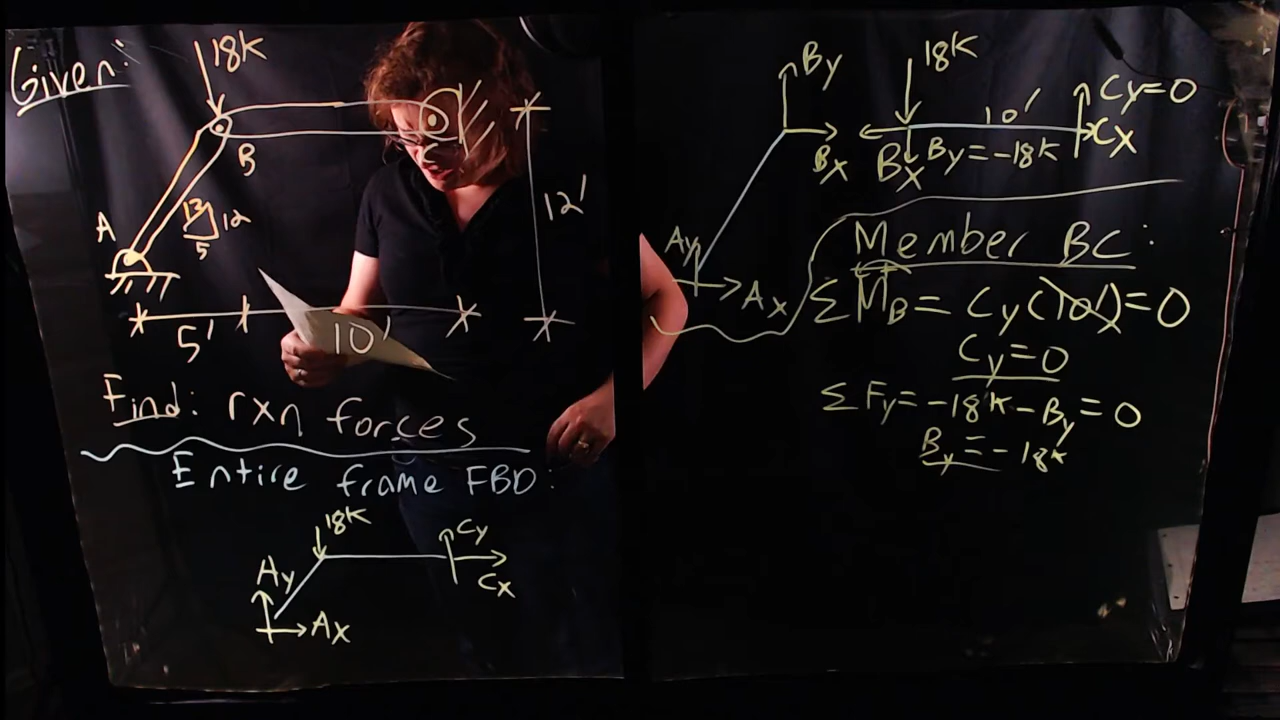 Given:
18K
B
C
A
13
12
5
12'
5'
10'
Find: rxn forces
Entire frame FBD:
18K
Cy
Cx
Ay
Ax
By
Bx
Ay
Ax
18K
10'
Cy=0
Cx
Bx
By=-18K
Member BC:
ΣM_B = Cy(10')=0
Cy=0
ΣFy=-18K-By=0
By=-18K